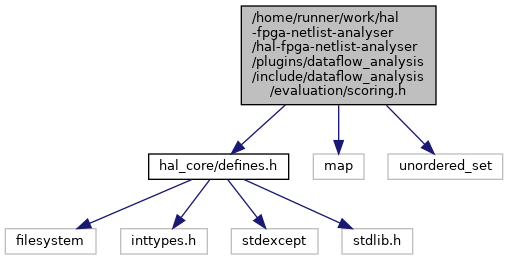 /home/runner/work/hal
-fpga-netlist-analyser
/hal-fpga-netlist-analyser
/plugins/dataflow_analysis
/include/dataflow_analysis
/evaluation/scoring.h
hal_core/defines.h
map
unordered_set
filesystem
inttypes.h
stdexcept
stdlib.h